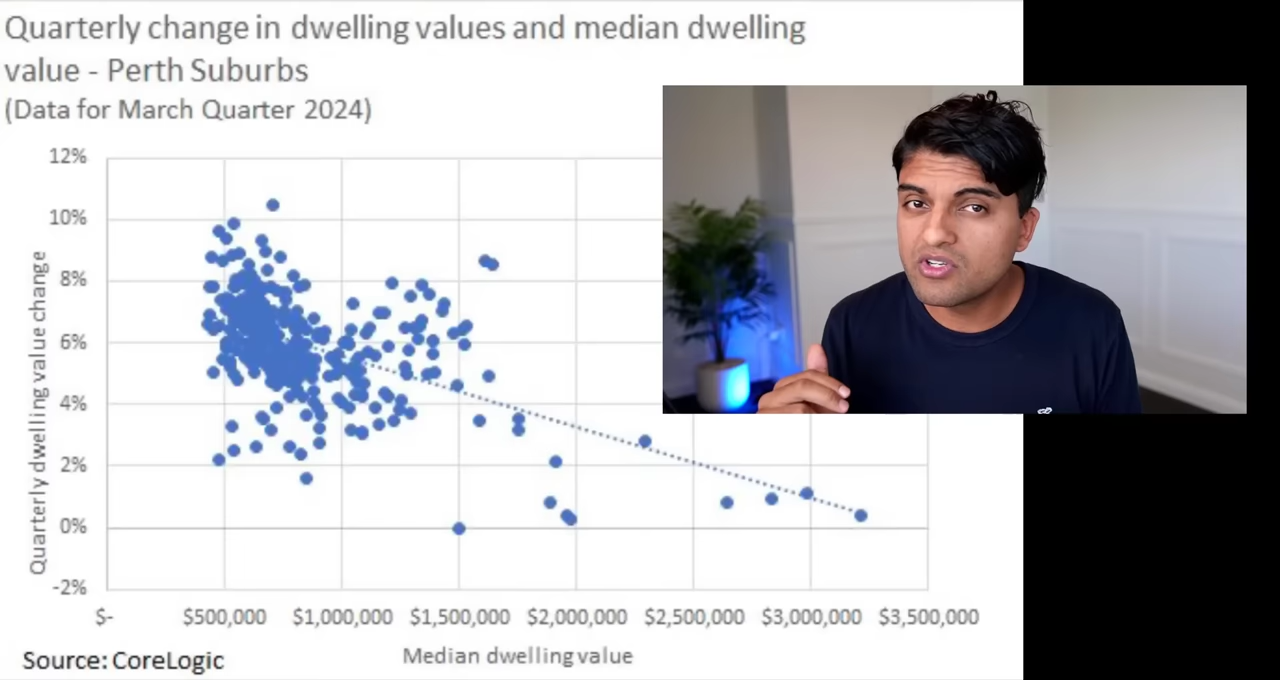 Quarterly change in dwelling values and median dwelling
value - Perth Suburbs
(Data for March Quarter 2024)
Quarterly dwelling value change
12%
10%
8%
6%
4%
2%
0%
-2%
$- $500,000 $1,000,000 $1,500,000 $2,000,000 $2,500,000 $3,000,000 $3,500,000
Median dwelling value
Source: CoreLogic